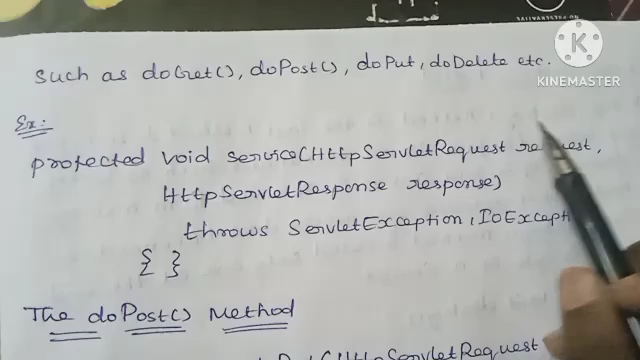 KINEMASTER
such as doGet(), doPost(), doPut, doDelete etc.
Ex:
protected void service(HttpServletRequest request,
HttpServletResponse response)
throws ServletException, IOException
{ }
The doPost() Method
(HttpServletRequest